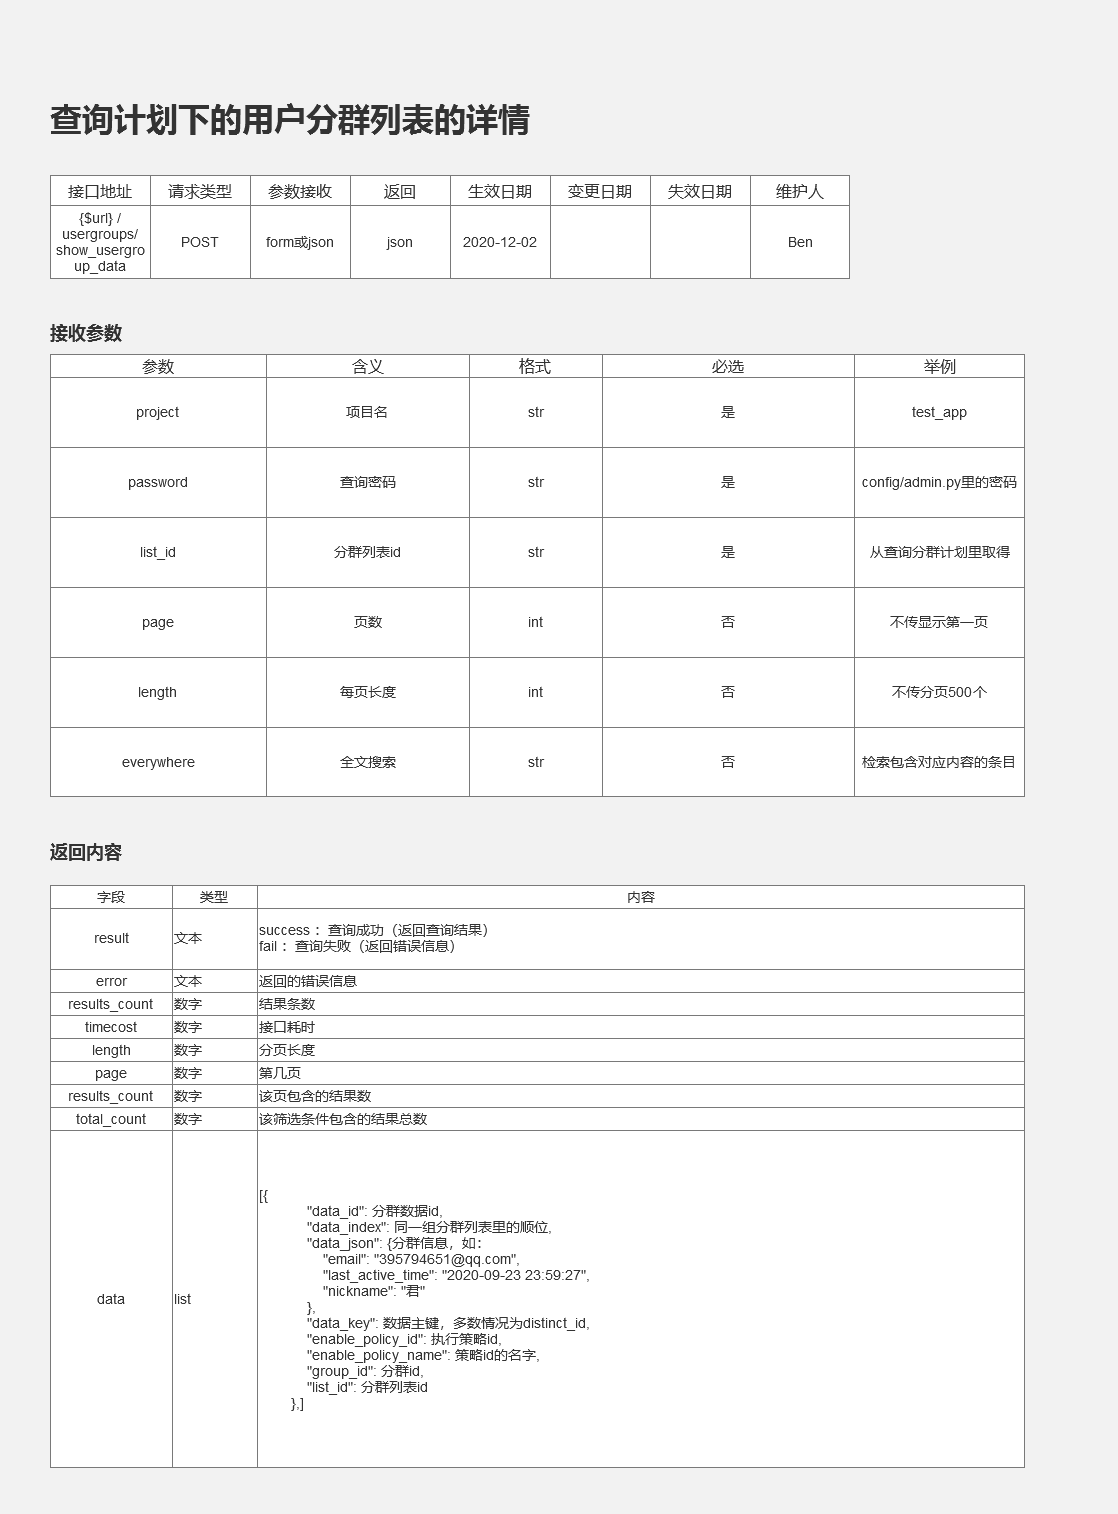 查询计划下的用户分群列表的详情
接口地址 请求类型 参数接收 返回 生效日期 变更日期 失效日期 维护人
{$url} /
usergroups/
show_usergro
up_data
POST form或json json 2020-12-02 Ben
接收参数
参数 含义 格式 必选 举例
project 项目名 str 是 test_app
password 查询密码 str 是 config/admin.py里的密码
list_id 分群列表id str 是 从查询分群计划里取得
page 页数 int 否 不传显示第一页
length 每页长度 int 否 不传分页500个
everywhere 全文搜索 str 否 检索包含对应内容的条目
返回内容
字段 类型 内容
result 文本 success ：查询成功（返回查询结果）
fail ：查询失败（返回错误信息）
error 文本 返回的错误信息
results_count 数字 结果条数
timecost 数字 接口耗时
length 数字 分页长度
page 数字 第几页
results_count 数字 该页包含的结果数
total_count 数字 该筛选条件包含的结果总数
data list
[{
"data_id": 分群数据id,
"data_index": 同一组分群列表里的顺位,
"data_json": {分群信息，如：
"email": "395794651@qq.com",
"last_active_time": "2020-09-23 23:59:27",
"nickname": "君"
},
"data_key": 数据主键，多数情况为distinct_id,
"enable_policy_id": 执行策略id,
"enable_policy_name": 策略id的名字,
"group_id": 分群id,
"list_id": 分群列表id
},]